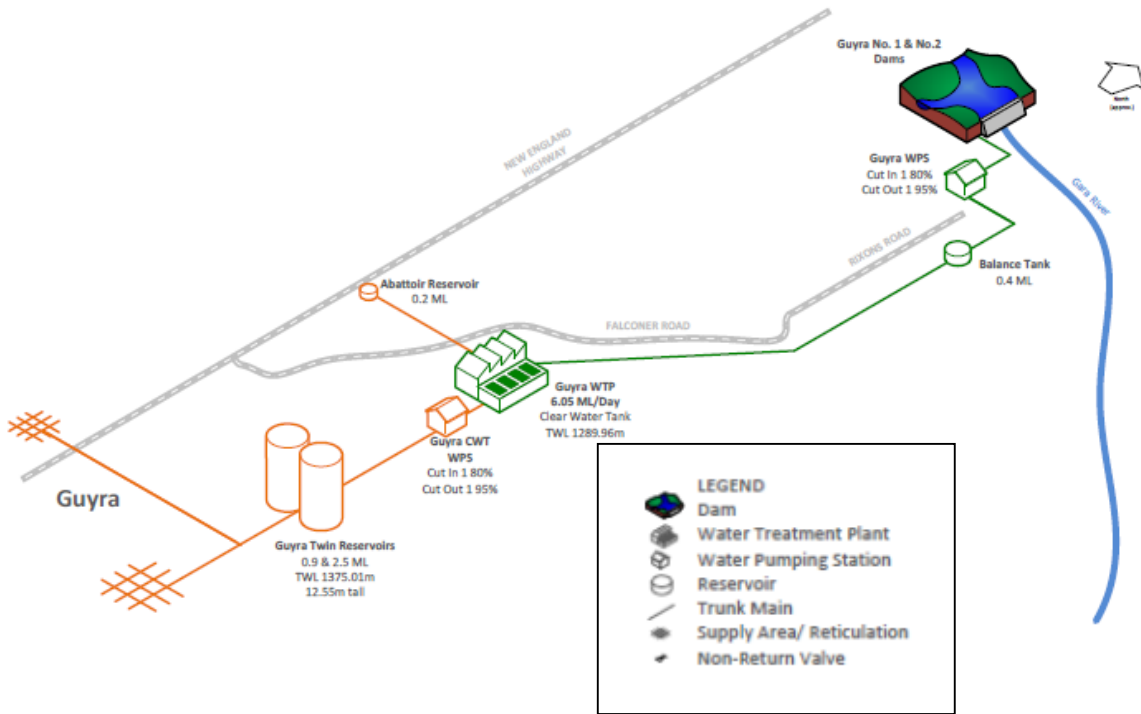 Guyra No. 1 & No.2
Dams
North
(approx.)
NEW ENGLAND
HIGHWAY
Guyra WPS
Cut In 1 80%
Cut Out 1 95%
Gara River
RIXONS ROAD
Balance Tank
0.4 ML
Abattoir Reservoir
0.2 ML
FALCONER ROAD
Guyra WTP
6.05 ML/Day
Clear Water Tank
TWL 1289.96m
Guyra CWT
WPS
Cut In 1 80%
Cut Out 1 95%
Guyra
Guyra Twin Reservoirs
0.9 & 2.5 ML
TWL 1375.01m
12.55m tall
LEGEND
Dam
Water Treatment Plant
Water Pumping Station
Reservoir
Trunk Main
Supply Area/ Reticulation
Non-Return Valve